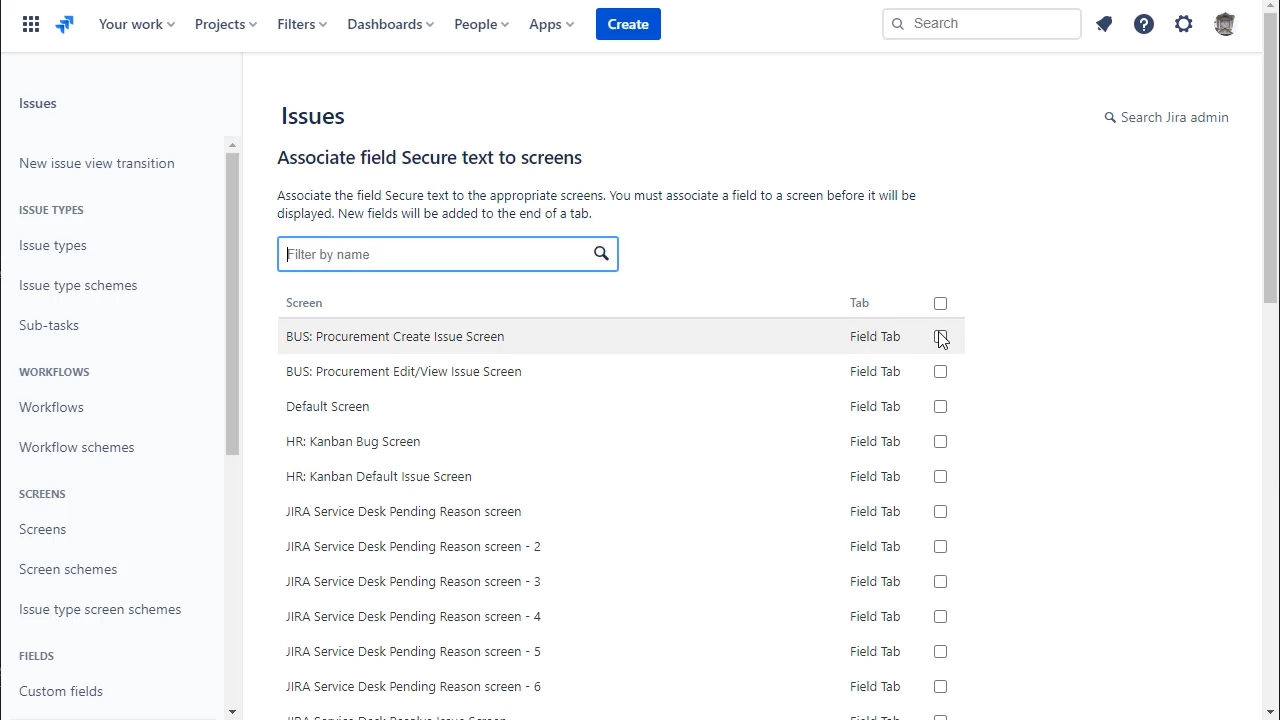 Your work Projects Filters Dashboards People Apps Create Search
Issues
New issue view transition
ISSUE TYPES
Issue types
Issue type schemes
Sub-tasks
WORKFLOWS
Workflows
Workflow schemes
SCREENS
Screens
Screen schemes
Issue type screen schemes
FIELDS
Custom fields
Issues
Search Jira admin
Associate field Secure text to screens
Associate the field Secure text to the appropriate screens. You must associate a field to a screen before it will be
displayed. New fields will be added to the end of a tab.
Filter by name
Screen Tab
BUS: Procurement Create Issue Screen Field Tab
BUS: Procurement Edit/View Issue Screen Field Tab
Default Screen Field Tab
HR: Kanban Bug Screen Field Tab
HR: Kanban Default Issue Screen Field Tab
JIRA Service Desk Pending Reason screen Field Tab
JIRA Service Desk Pending Reason screen - 2 Field Tab
JIRA Service Desk Pending Reason screen - 3 Field Tab
JIRA Service Desk Pending Reason screen - 4 Field Tab
JIRA Service Desk Pending Reason screen - 5 Field Tab
JIRA Service Desk Pending Reason screen - 6 Field Tab
JIRA Service Desk Resolve Issue Screen